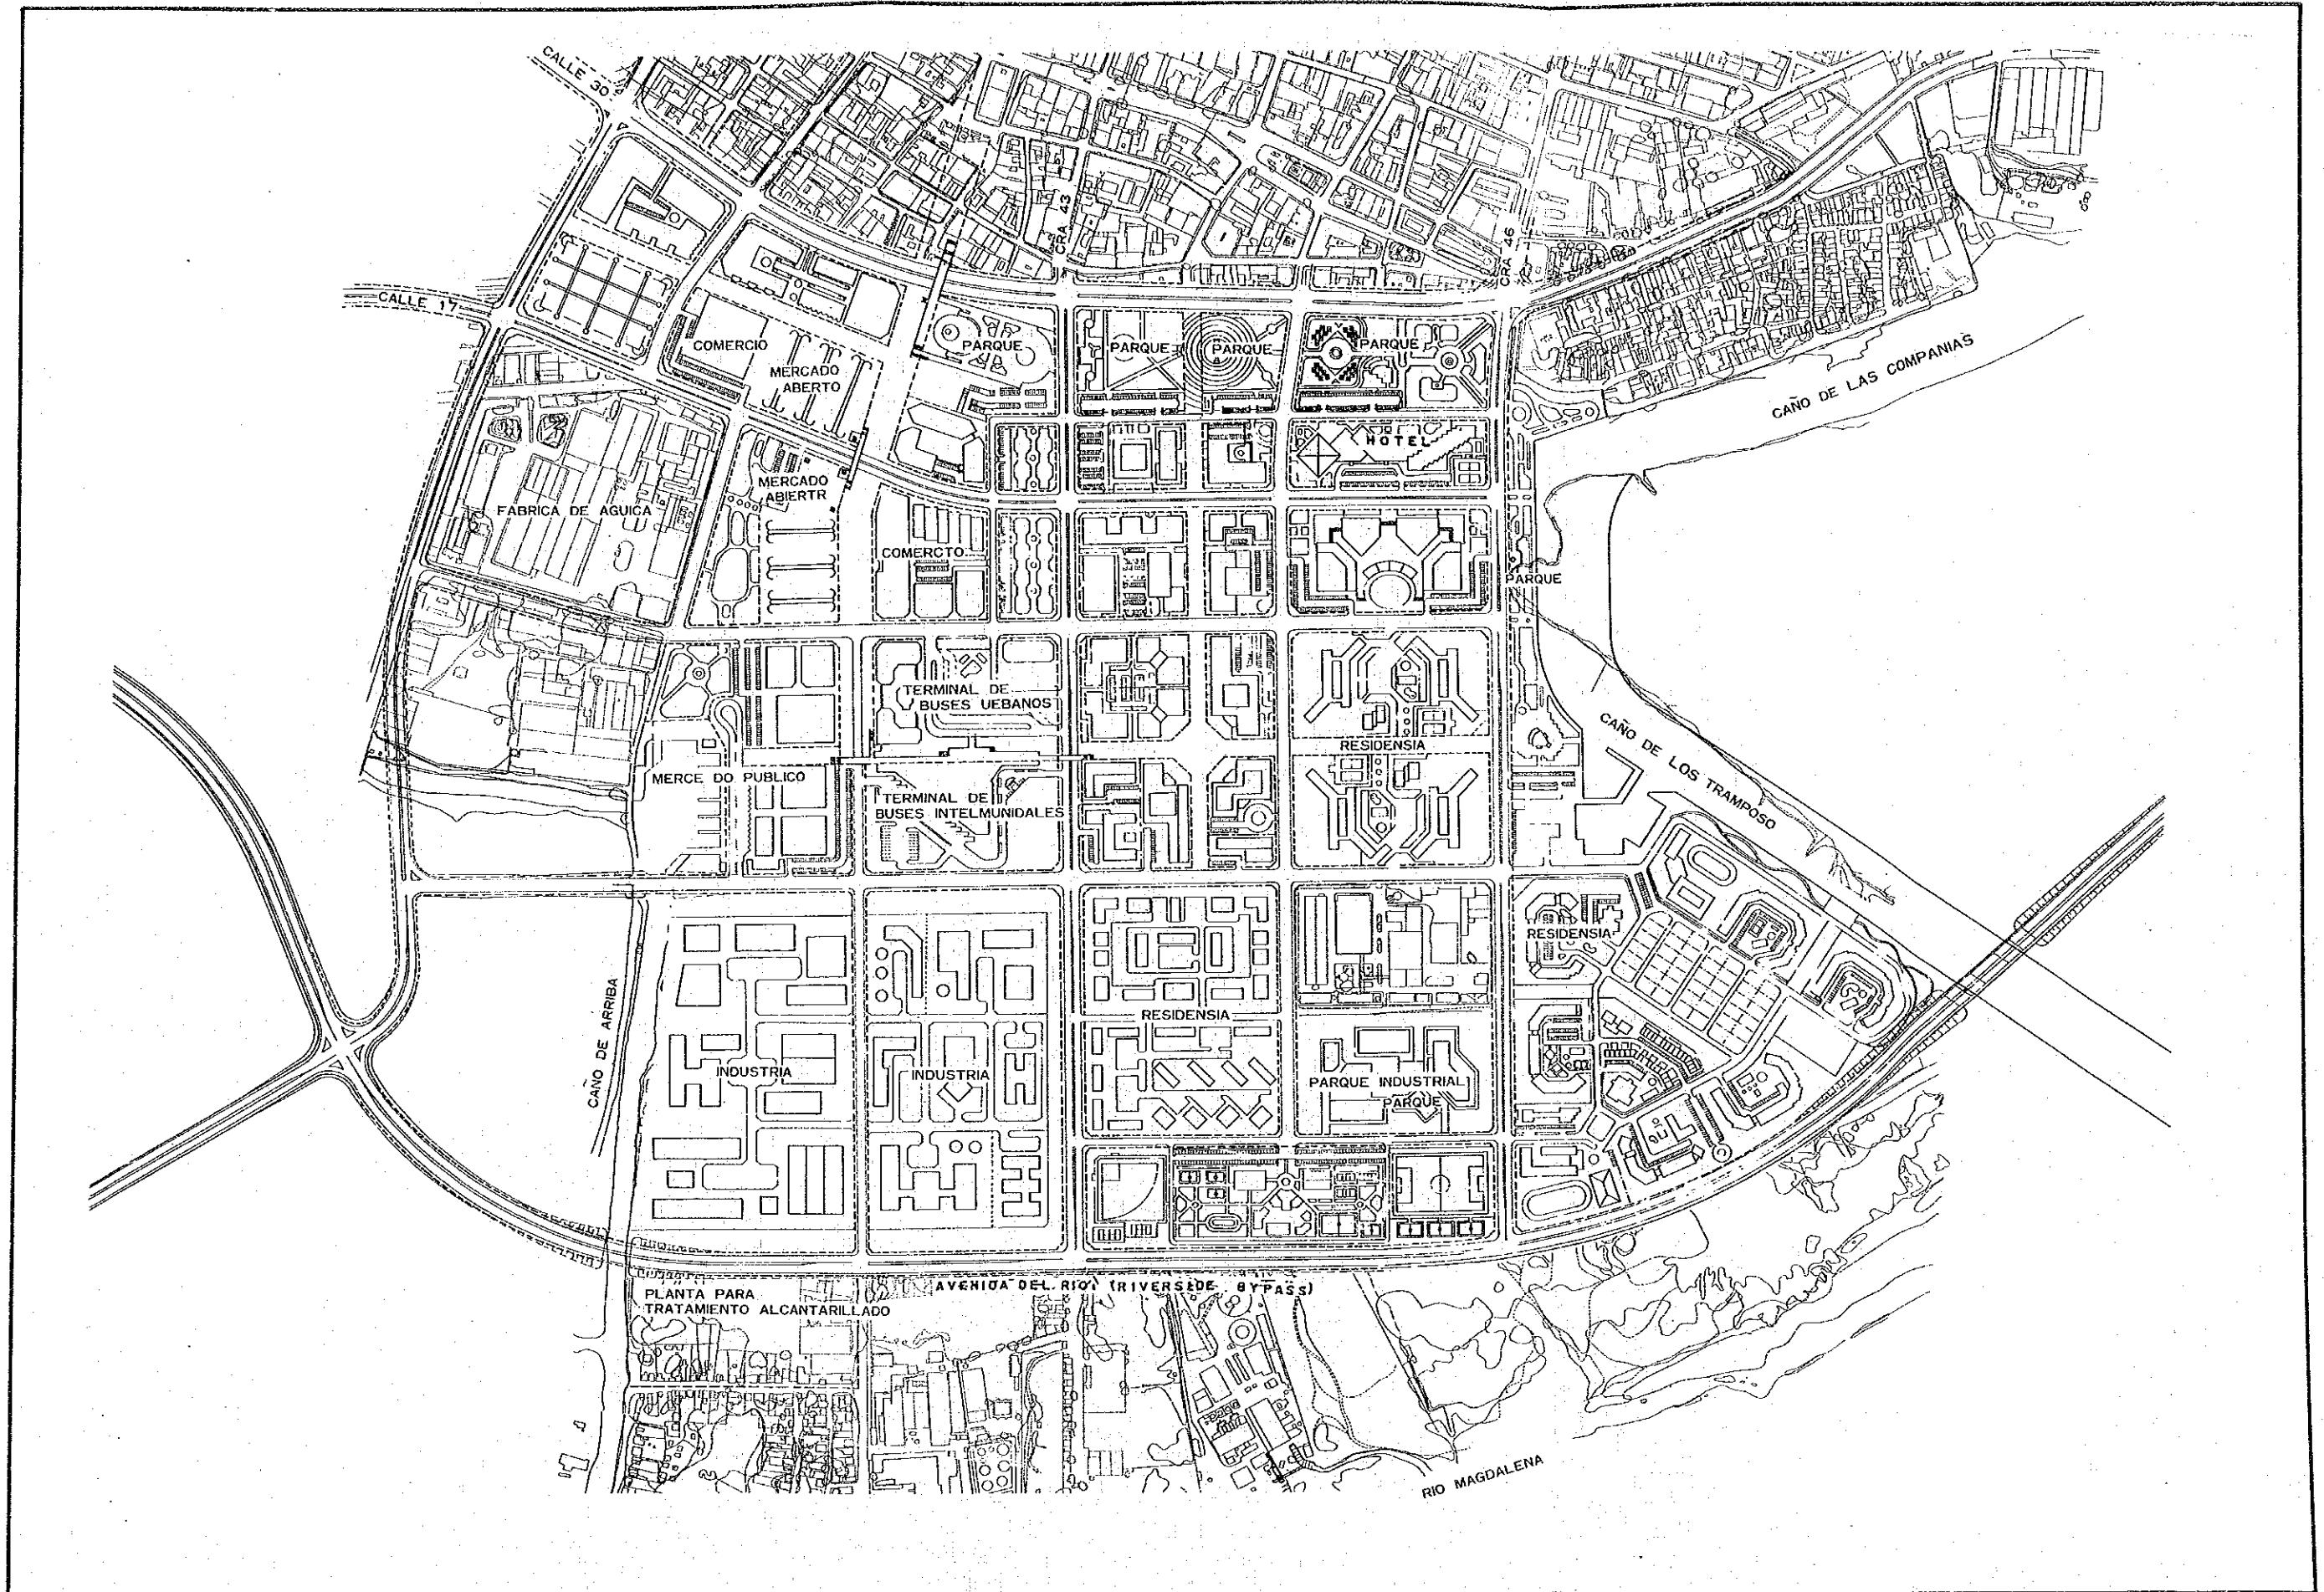 CALLE 30
CRA 43
CRA 46
CALLE 17
COMERCIO
MERCADO
ABERTO
PARQUE
PARQUE
PARQUE
PARQUE
CAÑO DE LAS COMPANIAS
HOTEL
MERCADO
ABIERTR
FABRICA DE AGUICA
COMERCTO
PARQUE
TERMINAL DE
BUSES UEBANOS
RESIDENSIA
CAÑO DE LOS TRAMPOSO
MERCE DO PUBLICO
TERMINAL DE
BUSES INTELMUNIDALES
RESIDENSIA
CAÑO DE ARRIBA
RESIDENSIA
INDUSTRIA
INDUSTRIA
PARQUE INDUSTRIAL
PARQUE
AVENIDA DEL RIO (RIVERSIDE BYPASS)
PLANTA PARA
TRATAMIENTO ALCANTARILLADO
RIO MAGDALENA